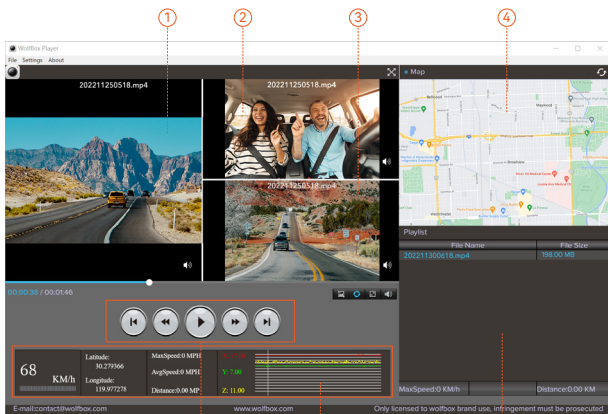 1
2
3
4
WolfBox Player
File Settings About
Map
202211250518.mp4
202211250518.mp4
202211250518.mp4
Playlist
File Name File Size
202211300618.mp4 198.00 MB
00:00:38 / 00:01:46
68 KM/h
Latitude:
30.279366
Longitude:
119.977278
MaxSpeed:0 MPH
AvgSpeed:0 MPH
Distance:0.00 MP
Y: 7.00
Z: 11.00
MaxSpeed:0 KM/h Distance:0.00 KM
E-mail:contact@wolfbox.com www.wolfbox.com Only licensed to wolfbox brand use, infringement must be prosecuted